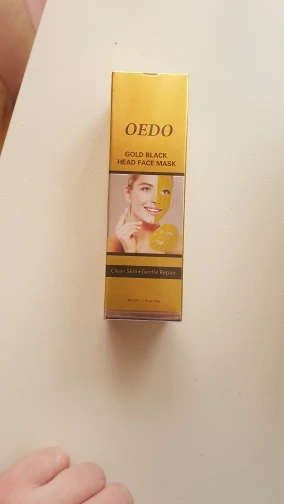 OEDO
GOLD BLACK
HEAD FACE MASK
Clear Skin+Gentle Repair